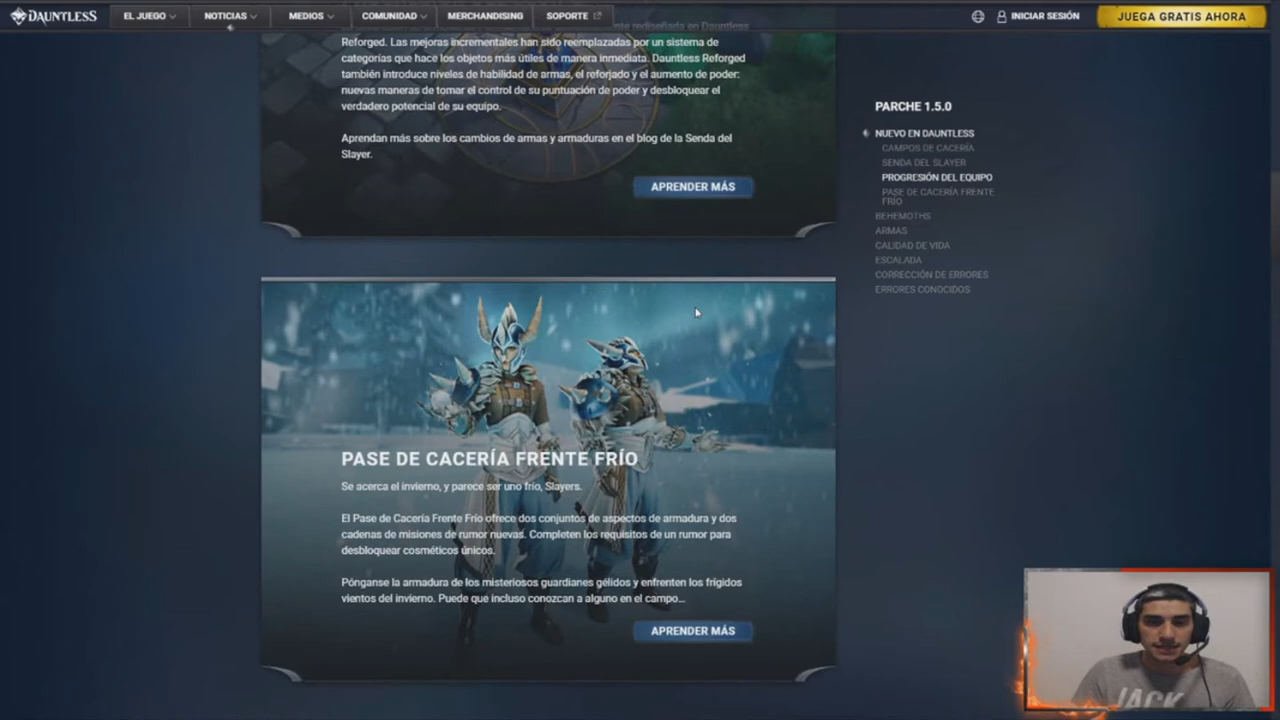 DAUNTLESS
EL JUEGO
NOTICIAS
MEDIOS
COMUNIDAD
MERCHANDISING
SOPORTE
INICIAR SESIÓN
JUEGA GRATIS AHORA
rediseñada en Dauntless
Reforged. Las mejoras incrementales han sido reemplazadas por un sistema de
categorías que hace los objetos más útiles de manera inmediata. Dauntless Reforged
también introduce niveles de habilidad de armas, el reforjado y el aumento de poder:
nuevas maneras de tomar el control de su puntuación de poder y desbloquear el
verdadero potencial de su equipo.
Aprendan más sobre los cambios de armas y armaduras en el blog de la Senda del
Slayer.
APRENDER MÁS
PASE DE CACERÍA FRENTE FRÍO
Se acerca el invierno, y parece ser uno frío, Slayers.
El Pase de Cacería Frente Frío ofrece dos conjuntos de aspectos de armadura y dos
cadenas de misiones de rumor nuevas. Completen los requisitos de un rumor para
desbloquear cosméticos únicos.
Pónganse la armadura de los misteriosos guardianes gélidos y enfrenten los frígidos
vientos del invierno. Puede que incluso conozcan a alguno en el campo...
APRENDER MÁS
PARCHE 1.5.0
NUEVO EN DAUNTLESS
CAMPOS DE CACERÍA
SENDA DEL SLAYER
PROGRESIÓN DEL EQUIPO
PASE DE CACERÍA FRENTE
FRÍO
BEHEMOTHS
ARMAS
CALIDAD DE VIDA
ESCALADA
CORRECCIÓN DE ERRORES
ERRORES CONOCIDOS
JACK